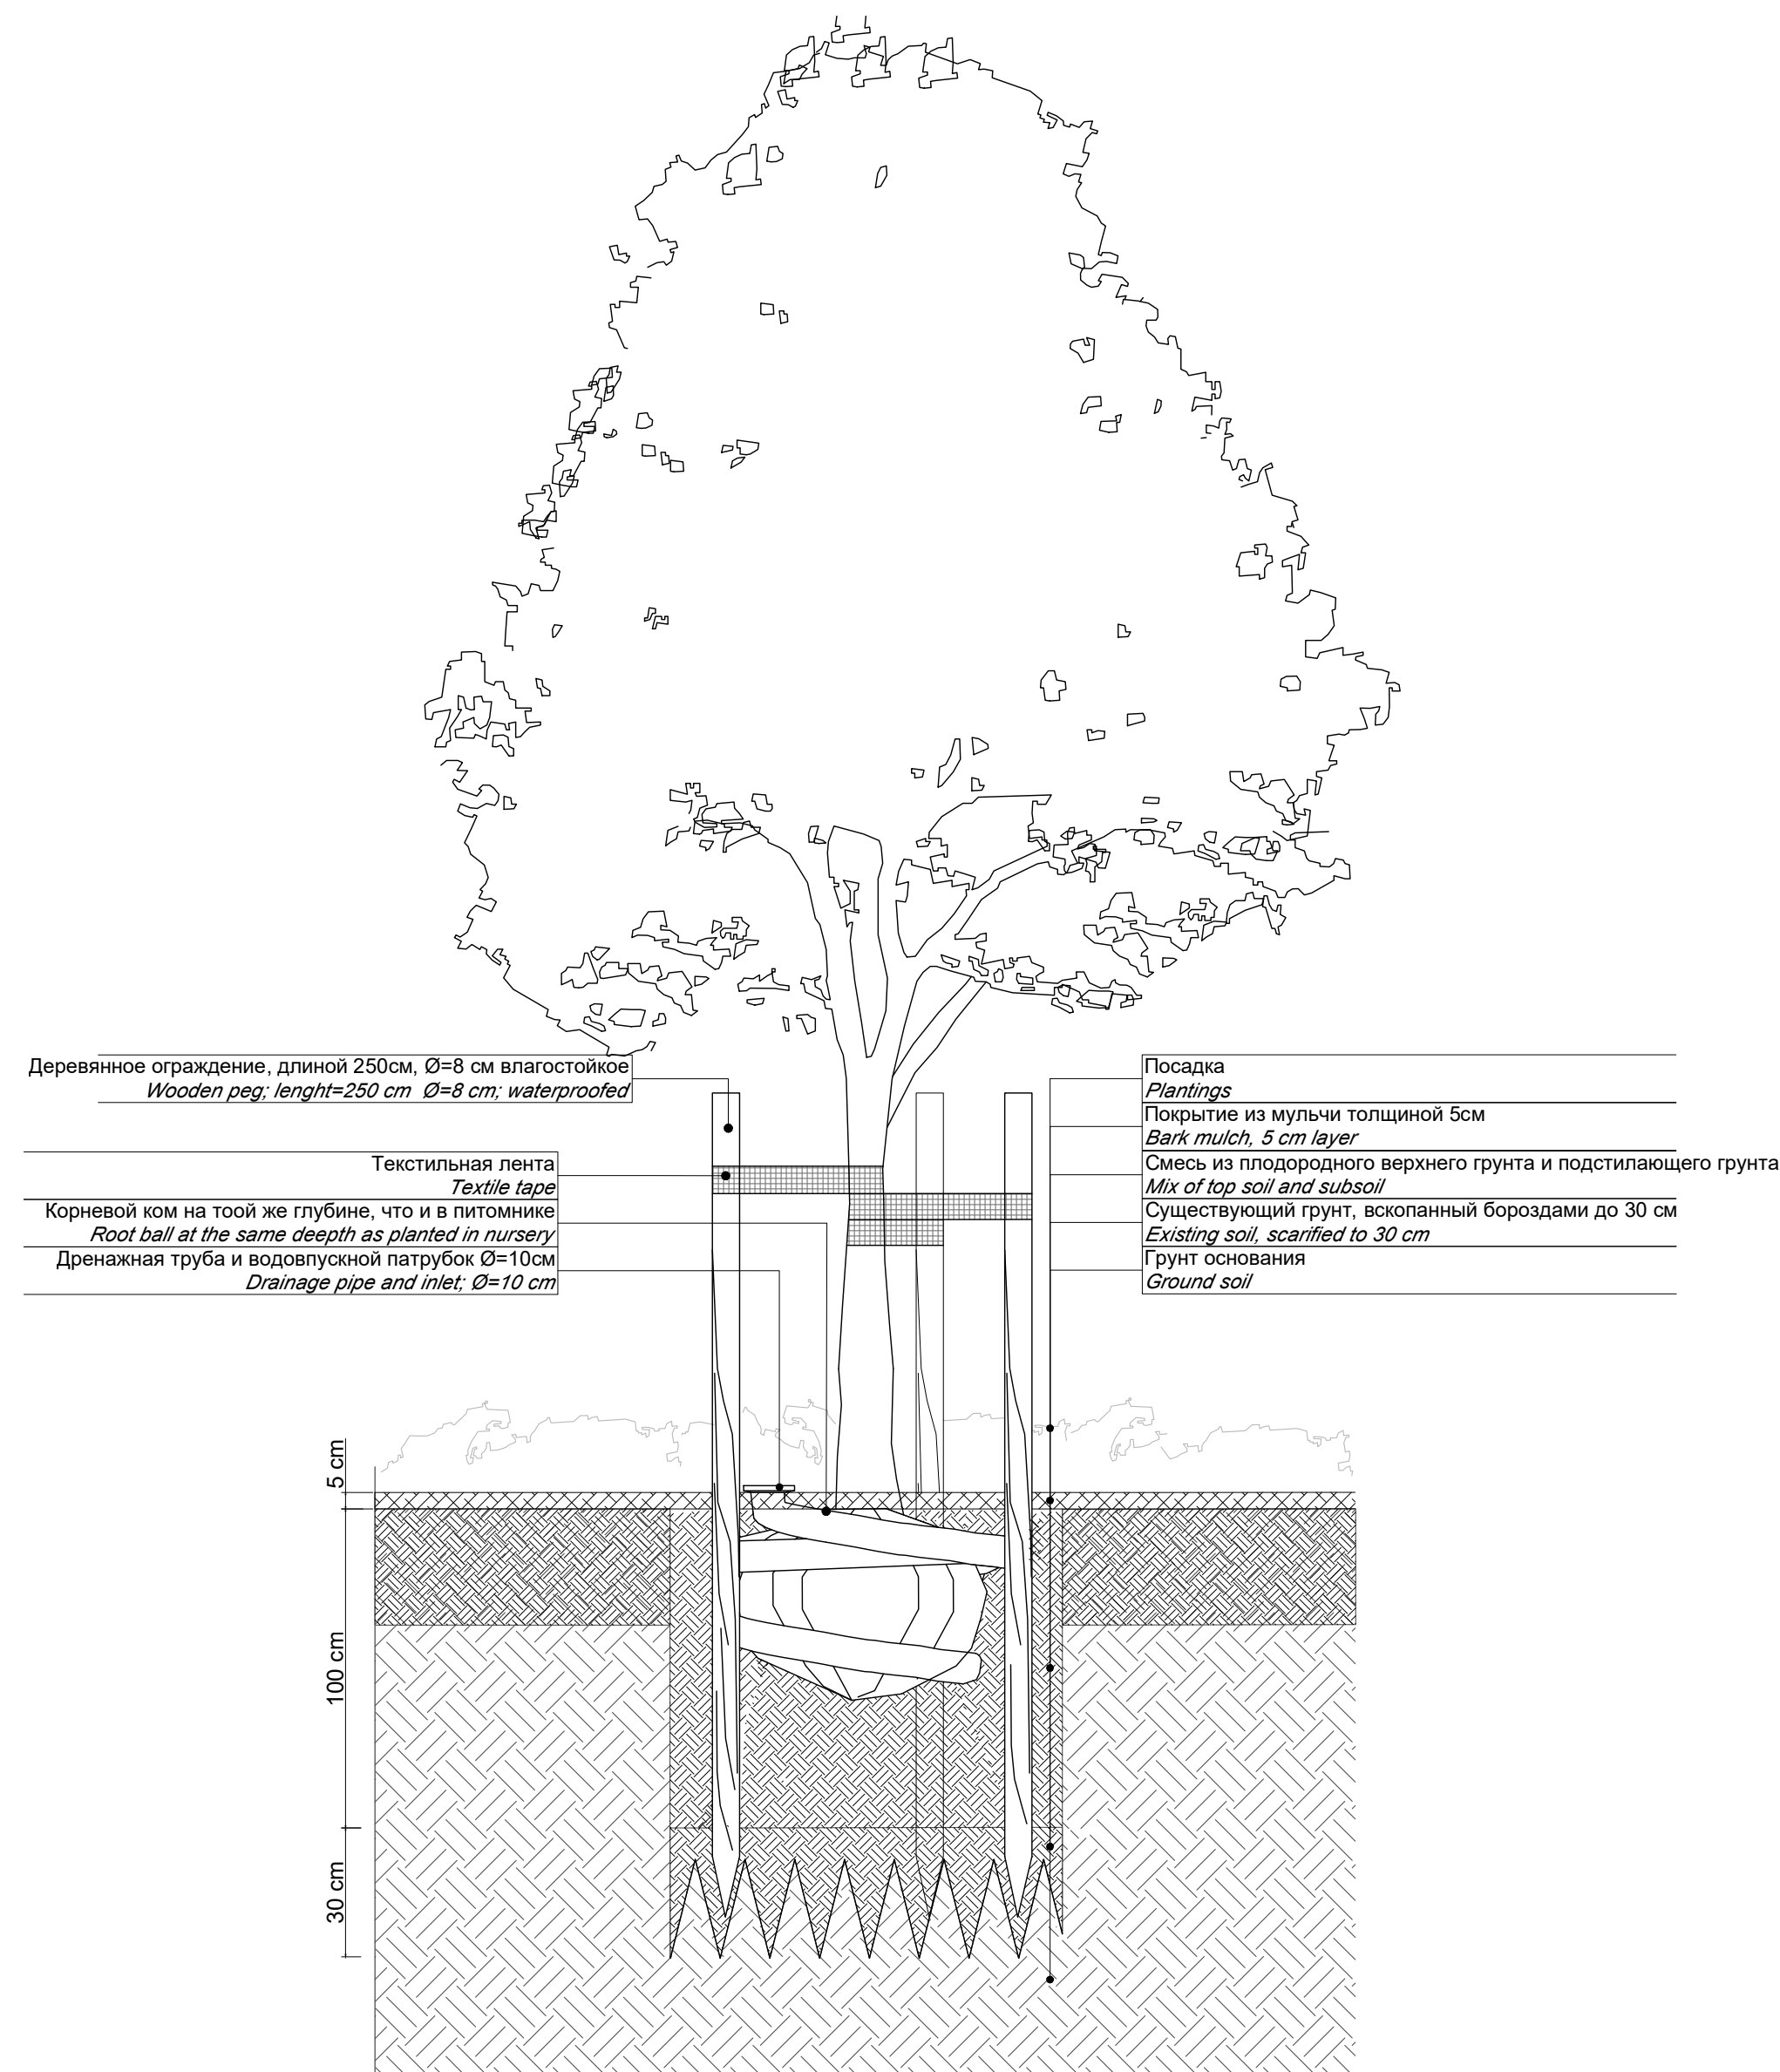 Деревянное ограждение, длиной 250см, Ø=8 см влагостойкое
Wooden peg; lenght=250 cm Ø=8 cm; waterproofed
Текстильная лента
Textile tape
Корневой ком на тоой же глубине, что и в питомнике
Root ball at the same deepth as planted in nursery
Дренажная труба и водовпускной патрубок Ø=10см
Drainage pipe and inlet; Ø=10 cm
Посадка
Plantings
Покрытие из мульчи толщиной 5см
Bark mulch, 5 cm layer
Смесь из плодородного верхнего грунта и подстилающего грунта
Mix of top soil and subsoil
Существующий грунт, вскопанный бороздами до 30 см
Existing soil, scarified to 30 cm
Грунт основания
Ground soil
5 cm
100 cm
30 cm